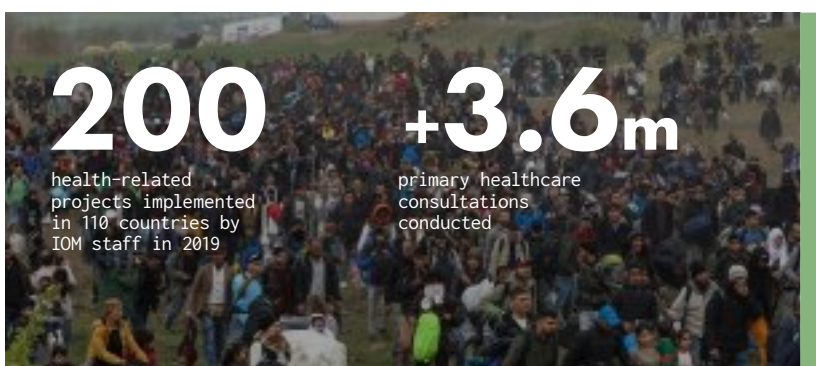 200
health-related
projects implemented
in 110 countries by
IOM staff in 2019
+3.6m
primary healthcare
consultations
conducted